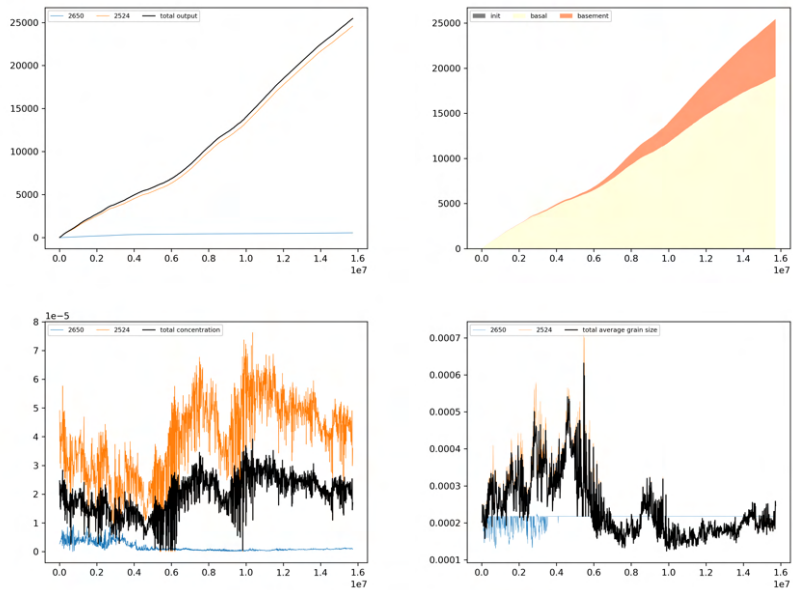 2650 2524 total output
25000
20000
15000
10000
5000
0
0.0 0.2 0.4 0.6 0.8 1.0 1.2 1.4 1.6
1e7
init basal basement
25000
20000
15000
10000
5000
0
0.0 0.2 0.4 0.6 0.8 1.0 1.2 1.4 1.6
1e7
1e−5
2650 2524 total concentration
8
7
6
5
4
3
2
1
0
0.0 0.2 0.4 0.6 0.8 1.0 1.2 1.4 1.6
1e7
2650 2524 total average grain size
0.0007
0.0006
0.0005
0.0004
0.0003
0.0002
0.0001
0.0 0.2 0.4 0.6 0.8 1.0 1.2 1.4 1.6
1e7